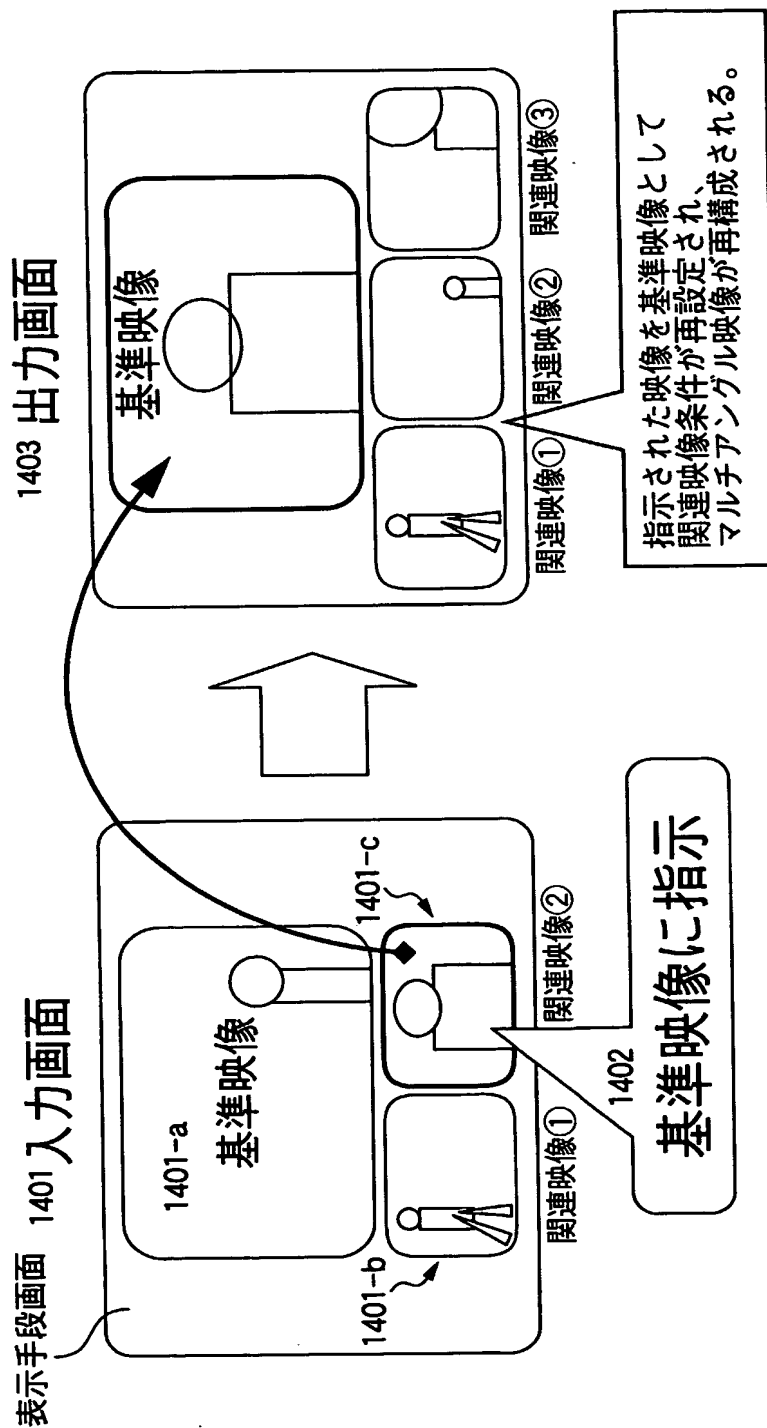 表示手段画面
1401 入力画面
1401-a
基準映像
1401-b
1401-c
関連映像①
関連映像②
1402
基準映像に指示
1403 出力画面
基準映像
関連映像①
関連映像②
関連映像③
指示された映像を基準映像として
関連映像条件が再設定され、
マルチアングル映像が再構成される。